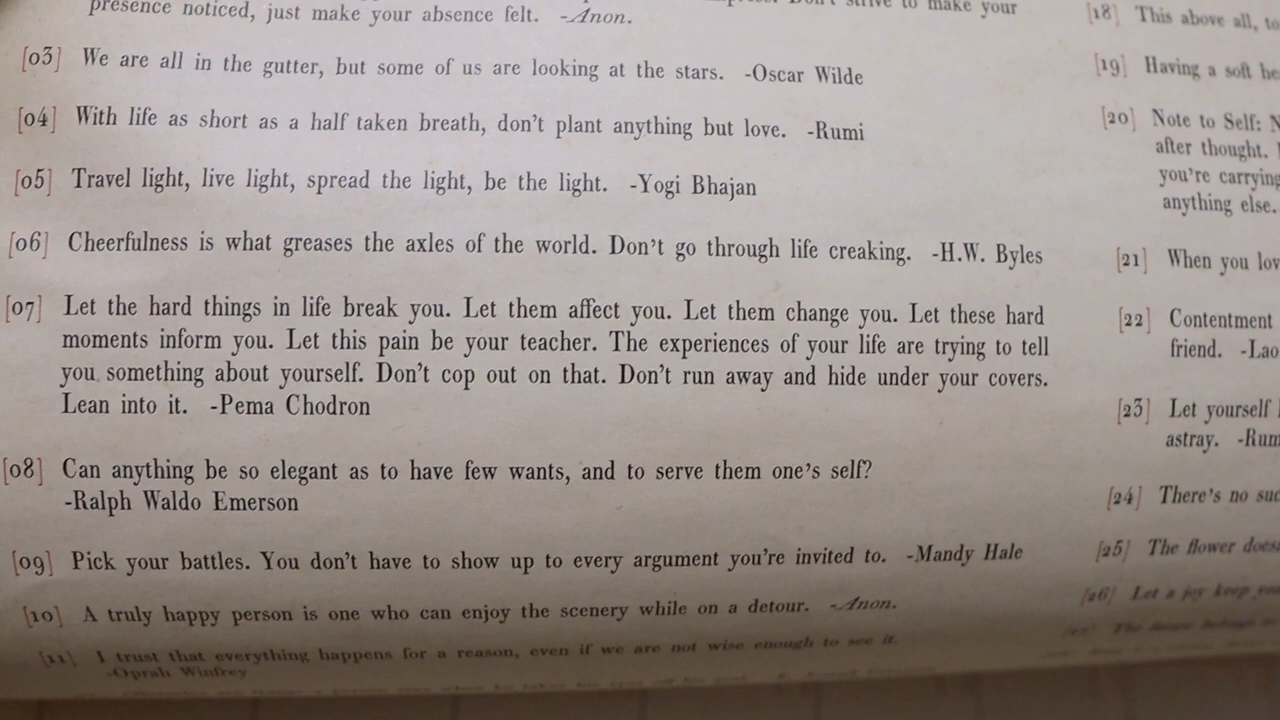 make your
presence noticed, just make your absence felt. -Anon.
[03] We are all in the gutter, but some of us are looking at the stars. -Oscar Wilde
[04] With life as short as a half taken breath, don't plant anything but love. -Rumi
[05] Travel light, live light, spread the light, be the light. -Yogi Bhajan
[06] Cheerfulness is what greases the axles of the world. Don't go through life creaking. -H.W. Byles
[07] Let the hard things in life break you. Let them affect you. Let them change you. Let these hard
moments inform you. Let this pain be your teacher. The experiences of your life are trying to tell
you something about yourself. Don't cop out on that. Don't run away and hide under your covers.
Lean into it. -Pema Chodron
[08] Can anything be so elegant as to have few wants, and to serve them one's self?
-Ralph Waldo Emerson
[09] Pick your battles. You don't have to show up to every argument you're invited to. -Mandy Hale
[10] A truly happy person is one who can enjoy the scenery while on a detour. -Anon.
[11] I trust that everything happens for a reason, even if we are not wise enough to see it.
-Oprah Winfrey
[18] This above all, to
[19] Having a soft
[20] Note to Self:
after thought.
you're carrying
anything else.
[21] When you
[22] Contentment
friend. -Lao
[23] Let yourself
astray.
[24] There's no
[25] The flower
[26] Let a joy keep